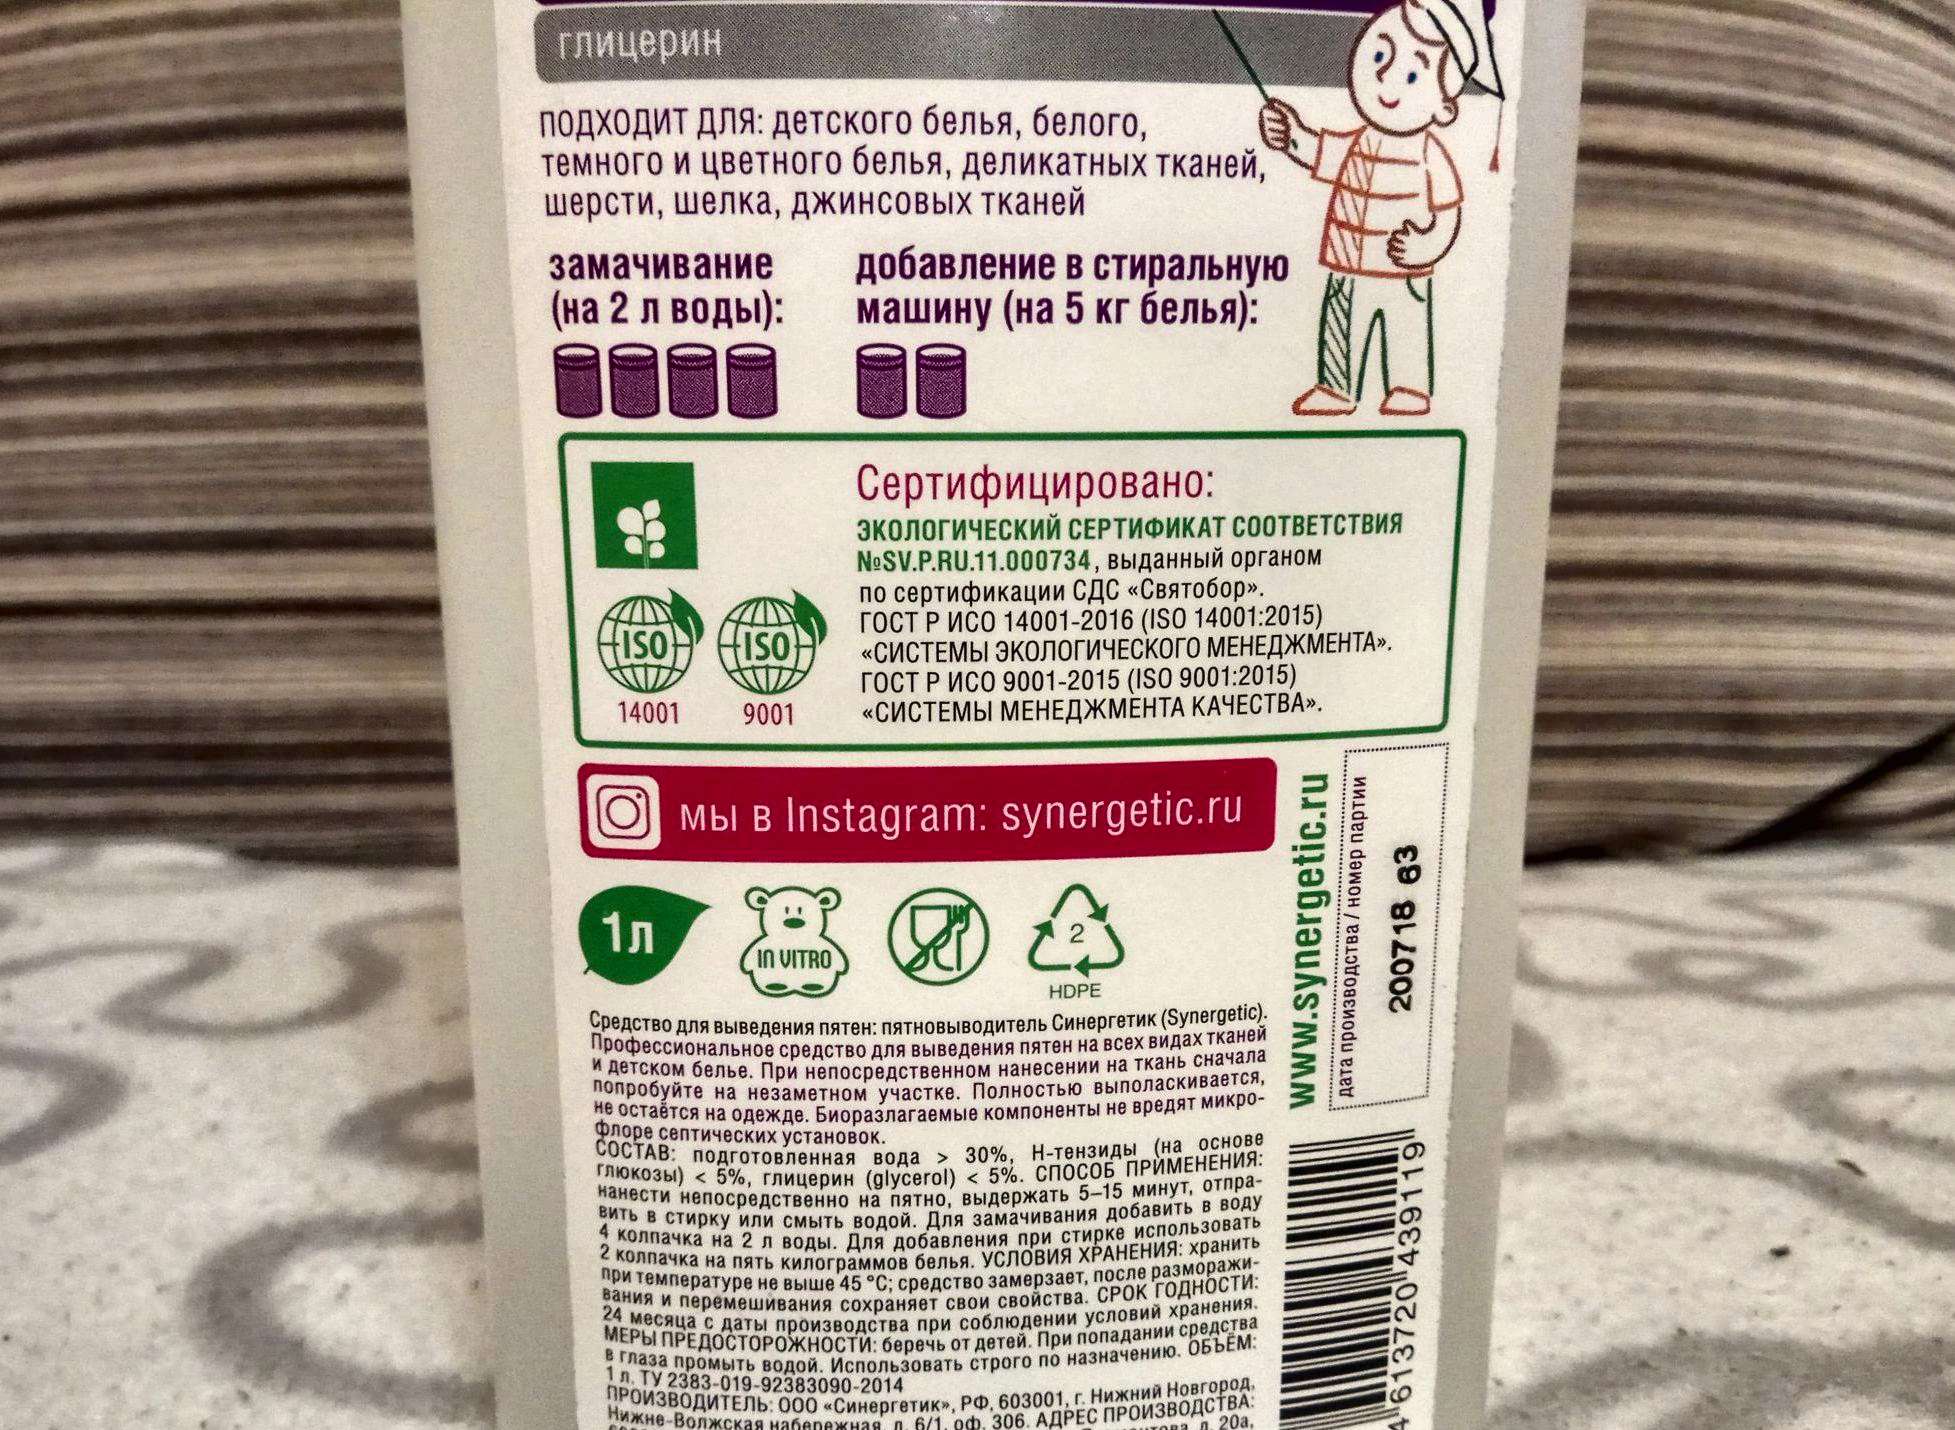 глицерин
ПОДХОДИТ ДЛЯ: детского белья, белого,
темного и цветного белья, деликатных тканей,
шерсти, шелка, джинсовых тканей
замачивание
(на 2 л воды):
добавление в стиральную
машину (на 5 кг белья):
Сертифицировано:
ЭКОЛОГИЧЕСКИЙ СЕРТИФИКАТ СООТВЕТСТВИЯ
№SV.P.RU.11.000734, выданный органом
по сертификации СДС «Святобор».
ГОСТ Р ИСО 14001-2016 (ISO 14001:2015)
«СИСТЕМЫ ЭКОЛОГИЧЕСКОГО МЕНЕДЖМЕНТА».
ГОСТ Р ИСО 9001-2015 (ISO 9001:2015)
«СИСТЕМЫ МЕНЕДЖМЕНТА КАЧЕСТВА».
ISO
14001
ISO
9001
мы в Instagram: synergetic.ru
www.synergetic.ru
дата производства / номер партии
200718 63
1л
IN VITRO
2
HDPE
Средство для выведения пятен: пятновыводитель Синергетик (Synergetic).
Профессиональное средство для выведения пятен на всех видах тканей
и детском белье. При непосредственном нанесении на ткань сначала
попробуйте на незаметном участке. Полностью выполаскивается,
не остаётся на одежде. Биоразлагаемые компоненты не вредят микро-
флоре септических установок.
СОСТАВ: подготовленная вода > 30%, Н-тензиды (на основе
глюкозы) < 5%, глицерин (glycerol) < 5%. СПОСОБ ПРИМЕНЕНИЯ:
нанести непосредственно на пятно, выдержать 5–15 минут, отпра-
вить в стирку или смыть водой. Для замачивания добавить в воду
4 колпачка на 2 л воды. Для добавления при стирке использовать
2 колпачка на пять килограммов белья. УСЛОВИЯ ХРАНЕНИЯ: хранить
при температуре не выше 45 °С; средство замерзает, после разморажи-
вания и перемешивания сохраняет свои свойства. СРОК ГОДНОСТИ:
24 месяца с даты производства при соблюдении условий хранения.
МЕРЫ ПРЕДОСТОРОЖНОСТИ: беречь от детей. При попадании средства
в глаза промыть водой. Использовать строго по назначению. ОБЪЁМ:
1 л. ТУ 2383-019-92383090-2014
ПРОИЗВОДИТЕЛЬ: ООО «Синергетик», РФ, 603001, г. Нижний Новгород,
Нижне-Волжская набережная, д. 6/1, оф. 306. АДРЕС ПРОИЗВОДСТВА:
д. 20а,
4 613720 439119